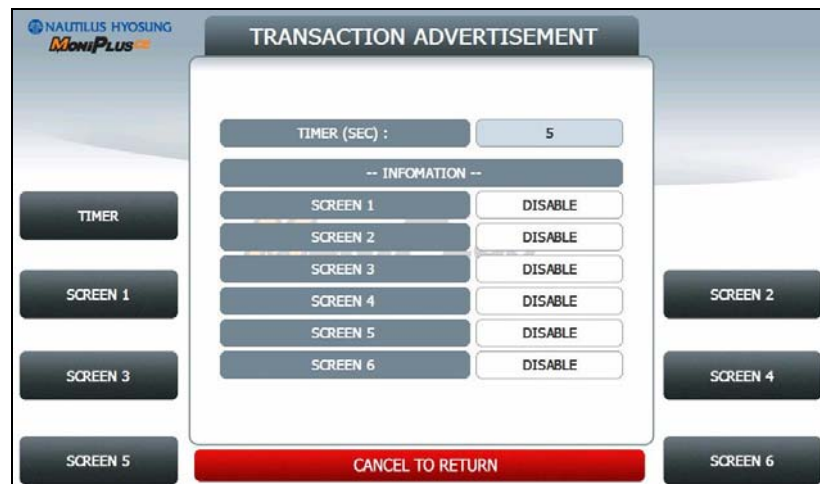 NAUTILUS HYOSUNG
MONIPLUS CE
TRANSACTION ADVERTISEMENT
TIMER (SEC) : 5
-- INFOMATION --
SCREEN 1 DISABLE
SCREEN 2 DISABLE
SCREEN 3 DISABLE
SCREEN 4 DISABLE
SCREEN 5 DISABLE
SCREEN 6 DISABLE
TIMER
SCREEN 1
SCREEN 2
SCREEN 3
SCREEN 4
SCREEN 5
CANCEL TO RETURN
SCREEN 6